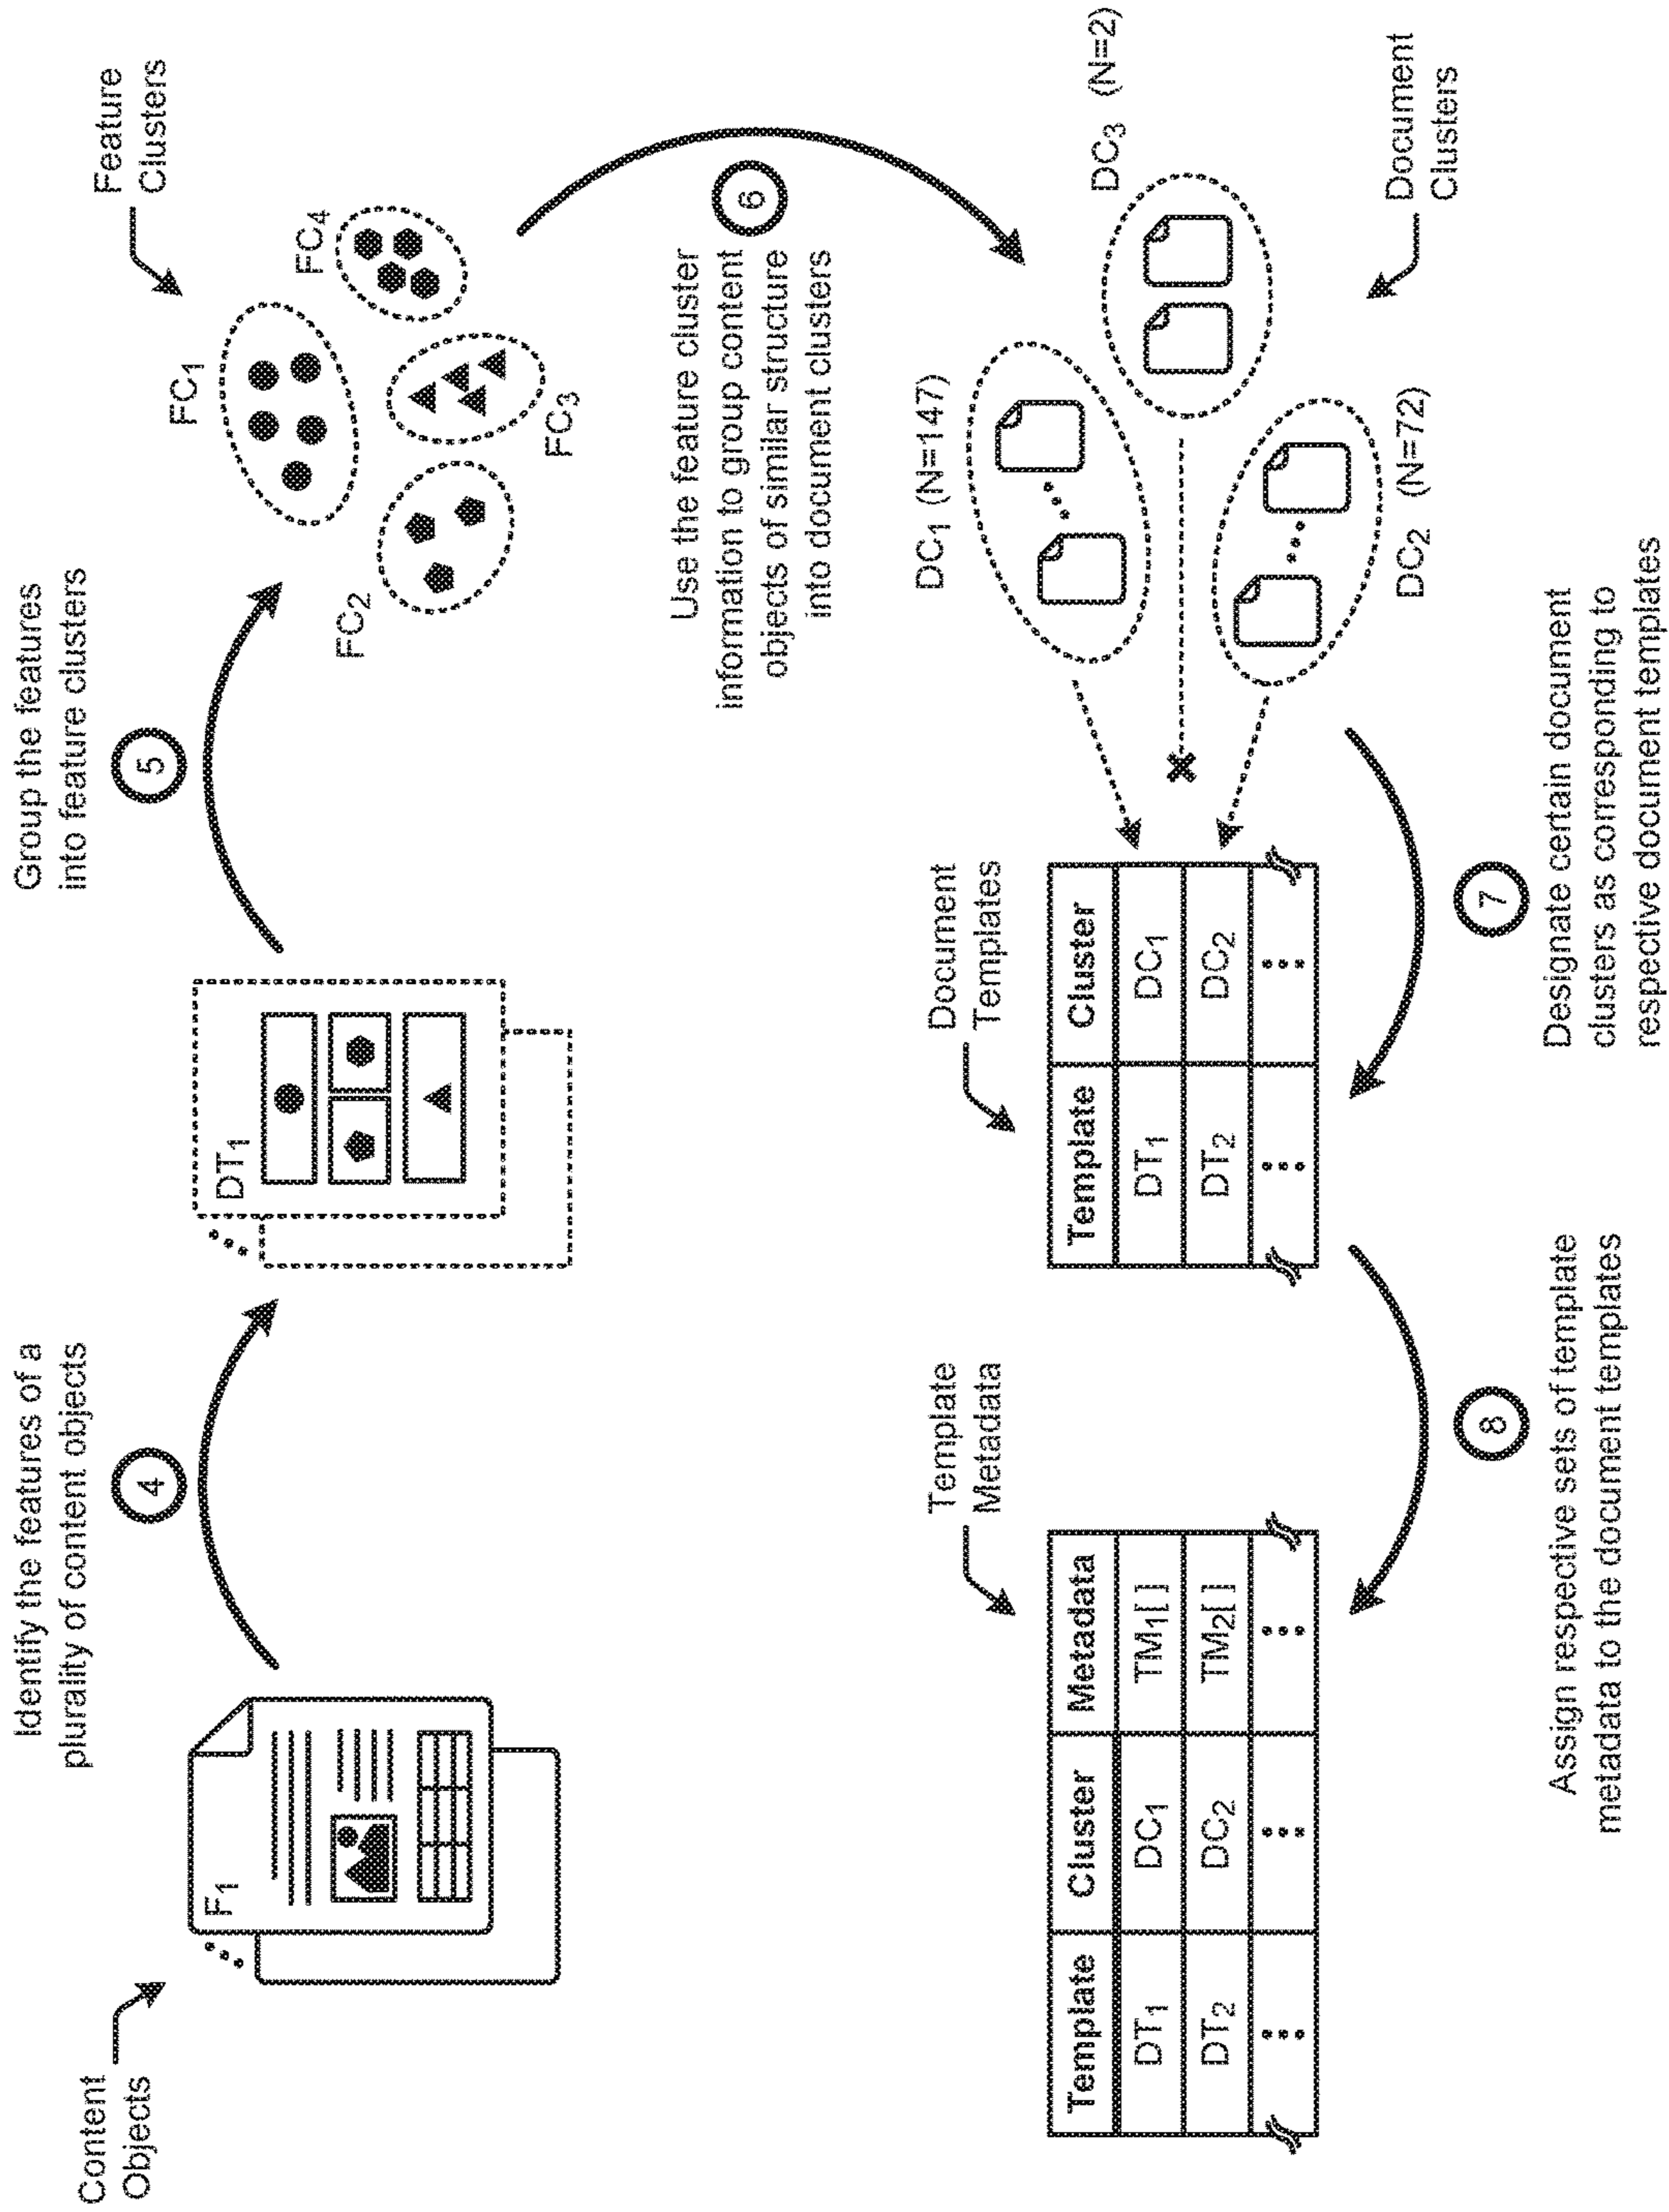 Content
Objects
F1
Identify the features of a
plurality of content objects
4
DT1
Group the features
into feature clusters
5
Feature
Clusters
FC1
FC2
FC3
FC4
Use the feature cluster
information to group content
objects of similar structure
into document clusters
6
DC1 (N=147)
DC3 (N=2)
DC2 (N=72)
Document
Clusters
Document
Templates
Template Cluster
DT1 DC1
DT2 DC2
7
Designate certain document
clusters as corresponding to
respective document templates
Template
Metadata
Template Cluster Metadata
DT1 DC1 TM1[ ]
DT2 DC2 TM2[ ]
8
Assign respective sets of template
metadata to the document templates